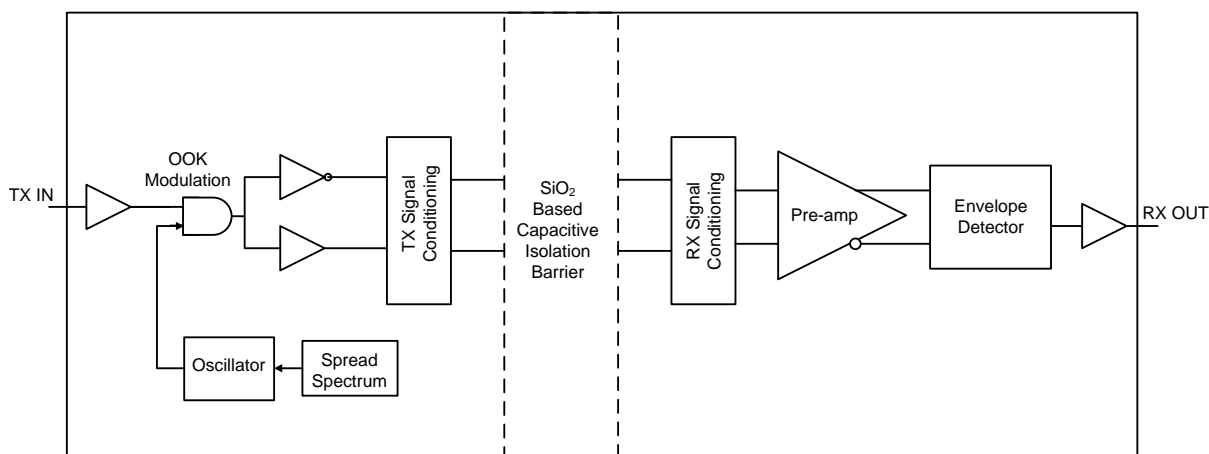 OOK
Modulation
TX IN
TX Signal
Conditioning
SiO₂
Based
Capacitive
Isolation
Barrier
RX Signal
Conditioning
Pre-amp
Envelope
Detector
RX OUT
Oscillator
Spread
Spectrum